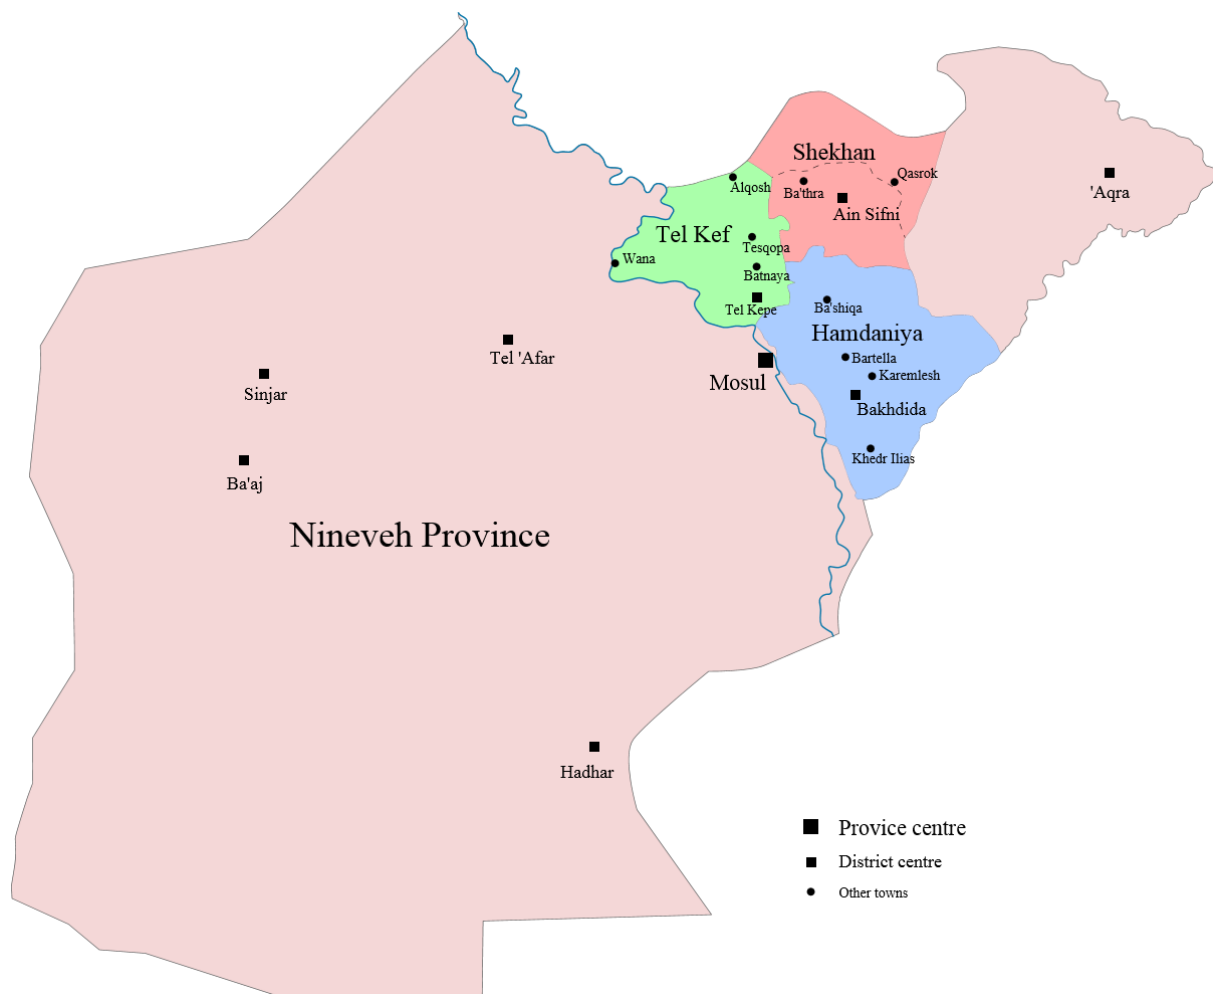 Shekhan
Qasrok
Alqosh
Ba'thra
'Aqra
Ain Sifni
Tel Kef
Tesqopa
Wana
Batnaya
Tel Kepe
Ba'shiqa
Hamdaniya
Tel 'Afar
Bartella
Karemlesh
Mosul
Sinjar
Bakhdida
Khedr Ilias
Ba'aj
Nineveh Province
Hadhar
Provice centre
District centre
Other towns